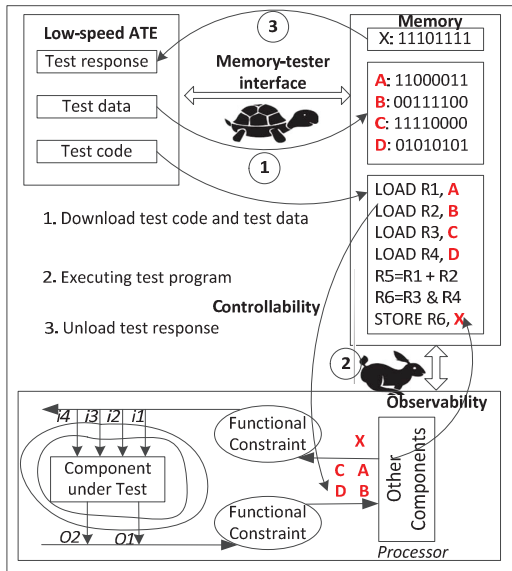 Low-speed ATE
Test response
Test data
Test code
3
Memory-tester
interface
1
Memory
X: 11101111
A: 11000011
B: 00111100
C: 11110000
D: 01010101
LOAD R1, A
LOAD R2, B
LOAD R3, C
LOAD R4, D
R5=R1 + R2
R6=R3 & R4
STORE R6, X
1. Download test code and test data
2. Executing test program
3. Unload test response
Controllability
2
Observability
i4 i3 i2 i1
Component
under Test
O2 O1
Functional
Constraint
Functional
Constraint
X
C A
D B
Other
Components
Processor